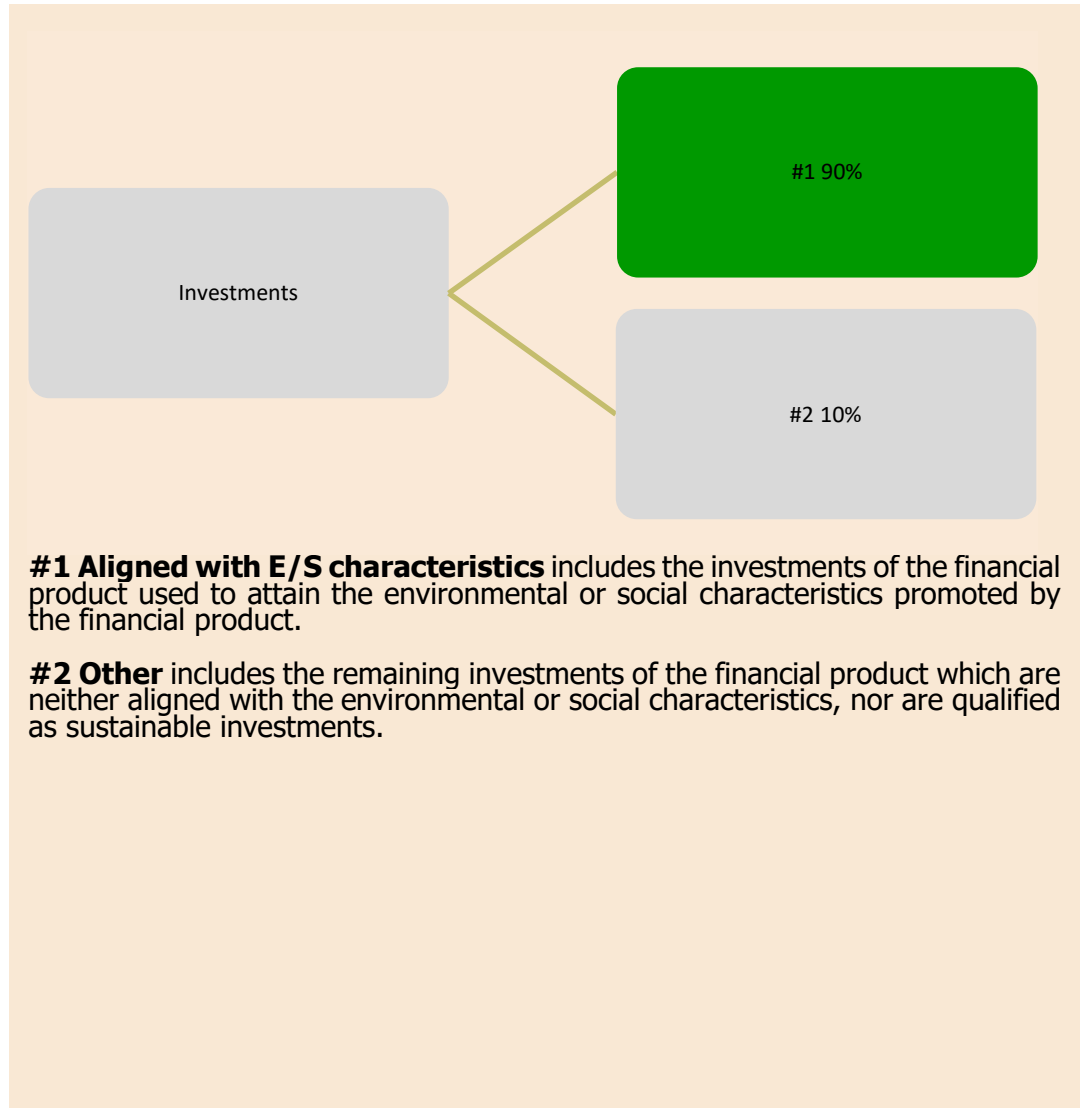 #1 90%
Investments
#2 10%
#1 Aligned with E/S characteristics includes the investments of the financial
product used to attain the environmental or social characteristics promoted by
the financial product.
#2 Other includes the remaining investments of the financial product which are
neither aligned with the environmental or social characteristics, nor are qualified
as sustainable investments.